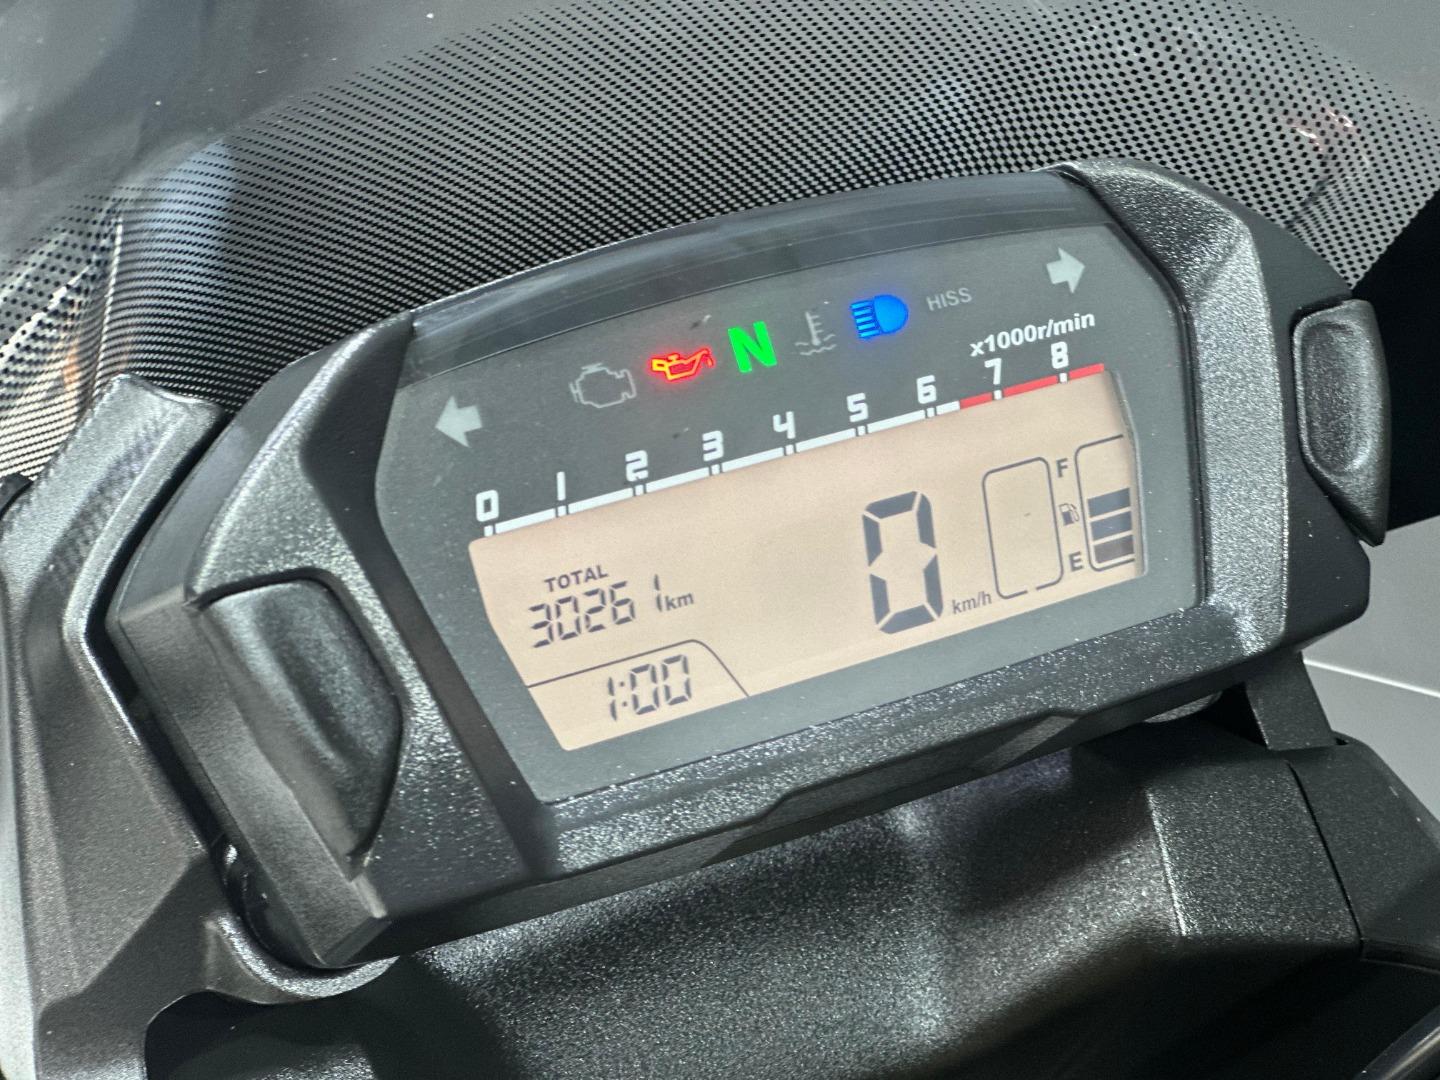 N
HISS
x1000r/min
0 1 2 3 4 5 6 7 8
TOTAL
30261 km
0 km/h
F
E
1:00